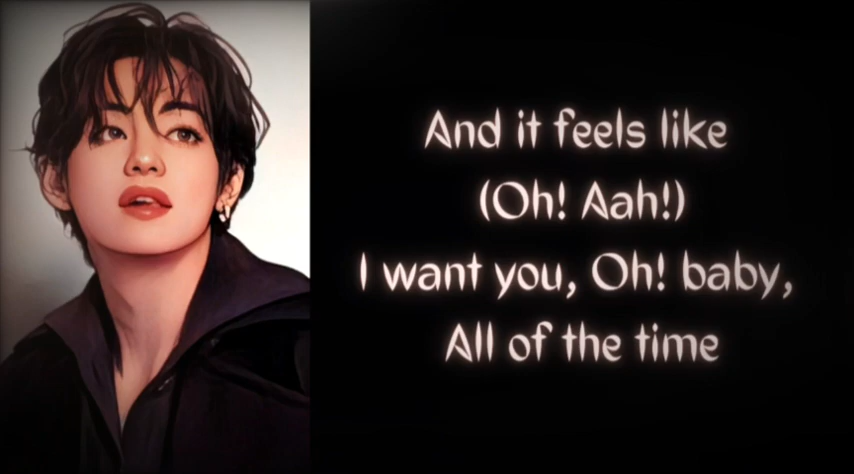 And it feels like
(Oh! Aah!)
I want you, Oh! baby,
All of the time